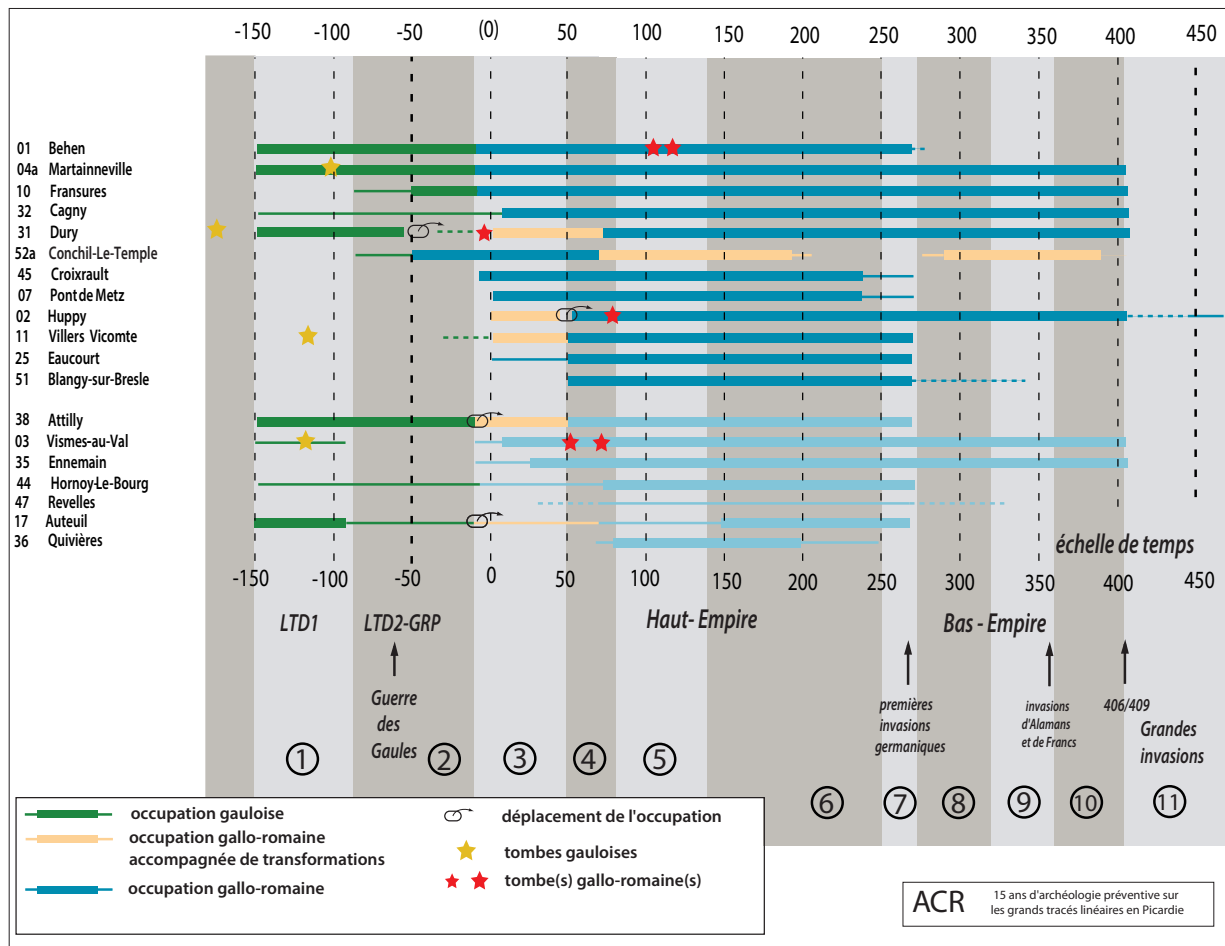 -150 -100 -50 (0) 50 100 150 200 250 300 350 400 450
01 Behen
04a Martainneville
10 Fransures
32 Cagny
31 Dury
52a Conchil-Le-Temple
45 Croixrault
07 Pont de Metz
02 Huppy
11 Villers Vicomte
25 Eaucourt
51 Blangy-sur-Bresle
38 Attilly
03 Vismes-au-Val
35 Ennemain
44 Hornoy-Le-Bourg
47 Revelles
17 Auteuil
36 Quivières
échelle de temps
-150 -100 -50 0 50 100 150 200 250 300 350 400 450
LTD1 LTD2-GRP Haut- Empire Bas - Empire
Guerre
des
Gaules
premières
invasions
germaniques
invasions
d'Alamans
et de Francs
406/409
Grandes
invasions
1 2 3 4 5
6 7 8 9 10 11
occupation gauloise
occupation gallo-romaine
accompagnée de transformations
occupation gallo-romaine
déplacement de l'occupation
tombes gauloises
tombe(s) gallo-romaine(s)
ACR
15 ans d'archéologie préventive sur
les grands tracés linéaires en Picardie